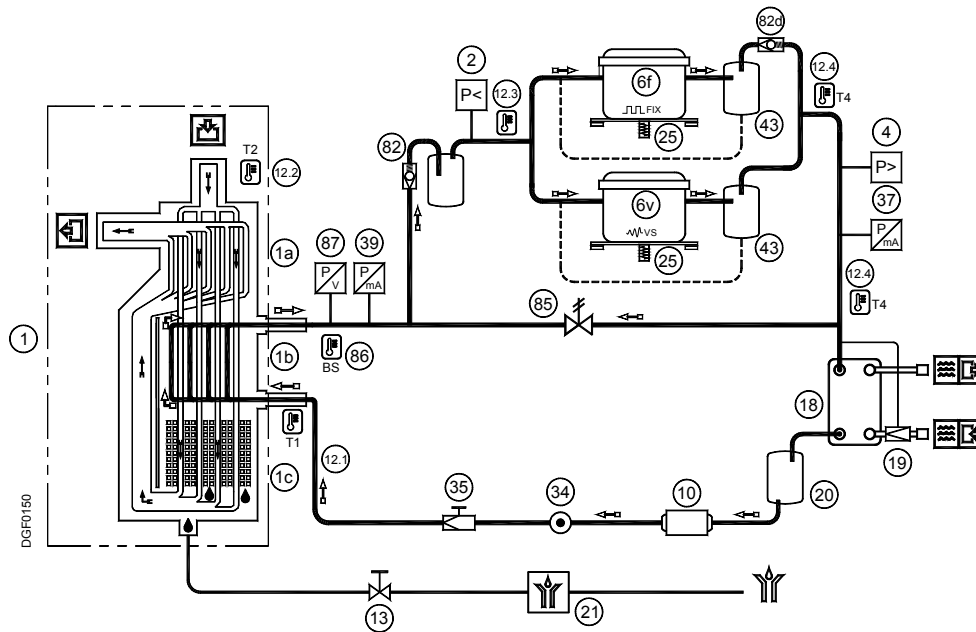 82d
2
P<
12.3
6f
FIX
25
43
12.4
T4
4
P>
82
T2
12.2
6v
VS
25
43
37
P
mA
1a
87
P
V
39
P
mA
85
12.4
T4
1
BS
86
1b
18
T1
19
12.1
1c
35
34
10
20
DGF0150
13
21